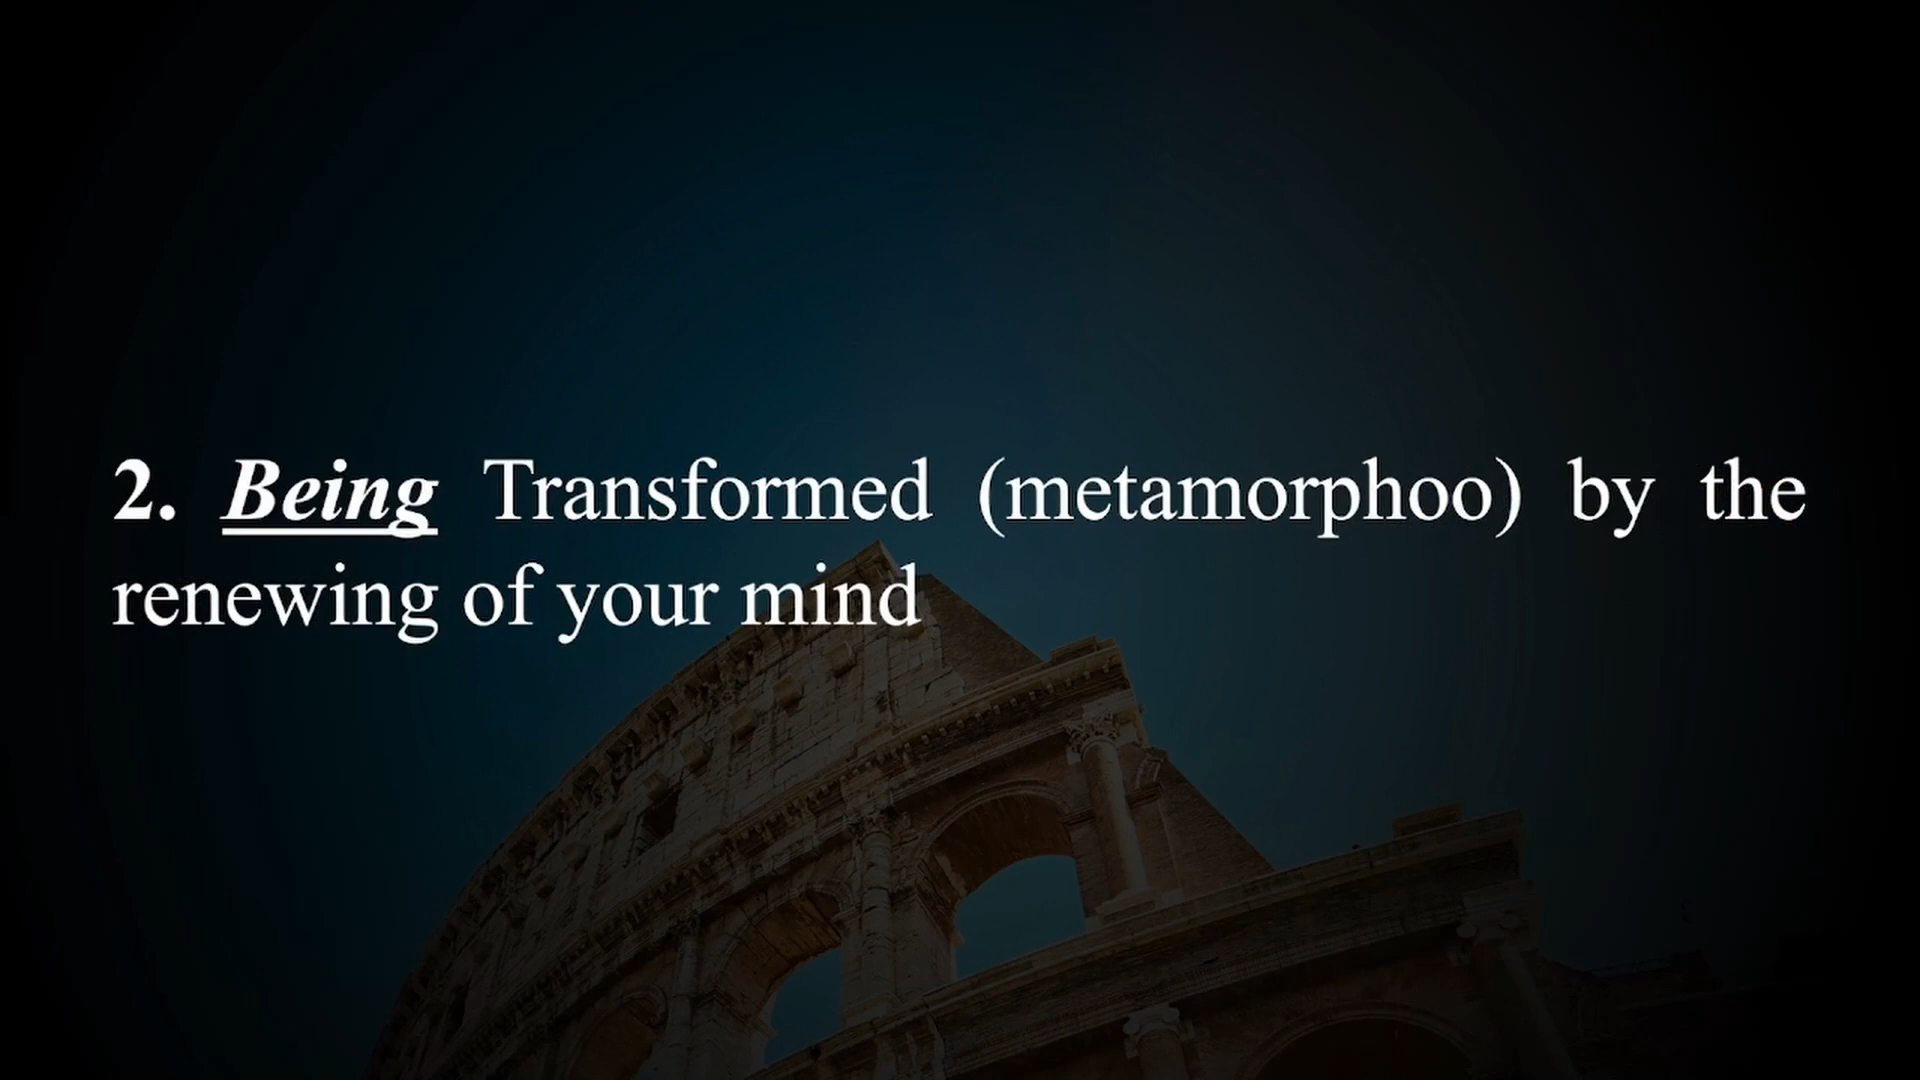 2. Being Transformed (metamorphoo) by the
renewing of your mind